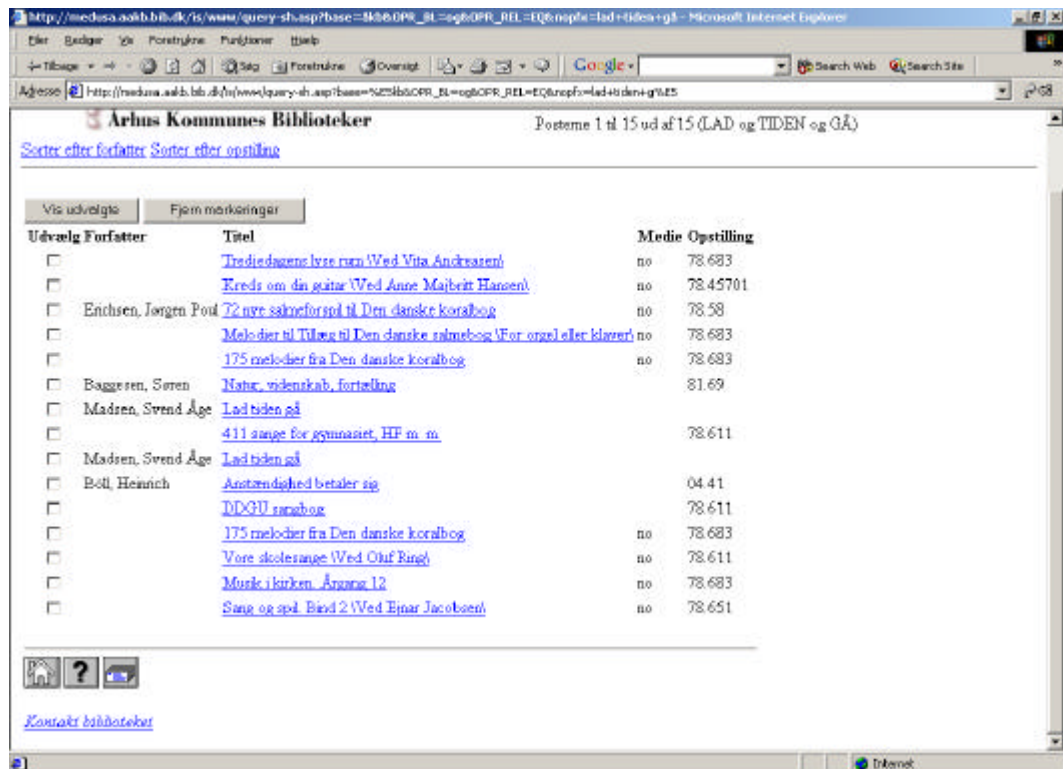 http://medusa.aakb.bib.dk/is/www/query-sh.asp?base=åkb&OPR_BL=og&OPR_REL=EQ&nopfx=lad+tiden+gå - Microsoft Internet Explorer
Filer Rediger Vis Foretrukne Funktioner Hjælp
Tilbage Søg Foretrukne Oversigt Google Search Web Search Site
Adresse http://medusa.aakb.bib.dk/is/www/query-sh.asp?base=%E5kb&OPR_BL=og&OPR_REL=EQ&nopfx=lad+tiden+g%E5
Århus Kommunes Biblioteker Posterne 1 til 15 ud af 15 (LAD og TIDEN og GÅ)
Sorter efter forfatter Sorter efter opstilling
Vis udvalgte Fjern markeringer
Udvælg Forfatter Titel Medie Opstilling
Tredjedagens lyse rum \Ved Vita Andreasen\ no 78.683
Kreds om din guitar \Ved Anne Majbritt Hansen\ no 78.45701
Erichsen, Jørgen Poul 72 nye salmeforspil til Den danske koralbog no 78.58
Melodier til Tillæg til Den danske salmebog \For orgel eller klaver\ no 78.683
175 melodier fra Den danske koralbog no 78.683
Baggesen, Søren Natur, videnskab, fortælling 81.69
Madsen, Svend Åge Lad tiden gå
411 sange for gymnasiet, HF m. m. 78.611
Madsen, Svend Åge Lad tiden gå
Böll, Heinrich Anstændighed betaler sig 04.41
DDGU sangbog 78.611
175 melodier fra Den danske koralbog no 78.683
Vore skolesange \Ved Oluf Ring\ no 78.611
Musik i kirken. Årgang 12 no 78.683
Sang og spil. Bind 2 \Ved Ejnar Jacobsen\ no 78.651
?
Kontakt biblioteket
Internet